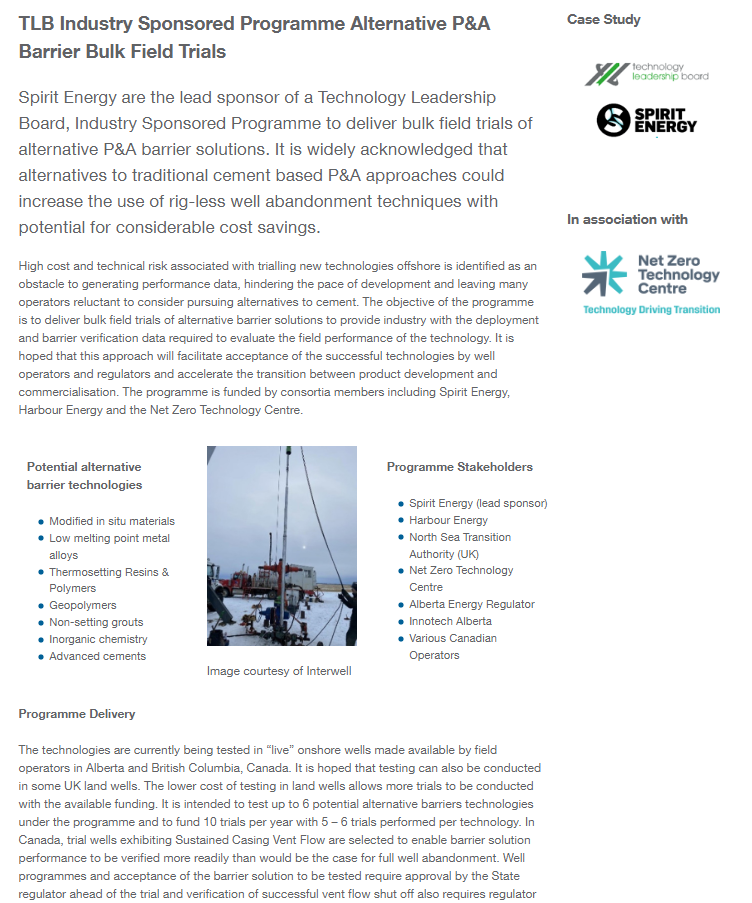 TLB Industry Sponsored Programme Alternative P&A
Barrier Bulk Field Trials
Spirit Energy are the lead sponsor of a Technology Leadership
Board, Industry Sponsored Programme to deliver bulk field trials of
alternative P&A barrier solutions. It is widely acknowledged that
alternatives to traditional cement based P&A approaches could
increase the use of rig-less well abandonment techniques with
potential for considerable cost savings.
High cost and technical risk associated with trialling new technologies offshore is identified as an
obstacle to generating performance data, hindering the pace of development and leaving many
operators reluctant to consider pursuing alternatives to cement. The objective of the programme
is to deliver bulk field trials of alternative barrier solutions to provide industry with the deployment
and barrier verification data required to evaluate the field performance of the technology. It is
hoped that this approach will facilitate acceptance of the successful technologies by well
operators and regulators and accelerate the transition between product development and
commercialisation. The programme is funded by consortia members including Spirit Energy,
Harbour Energy and the Net Zero Technology Centre.
Potential alternative
barrier technologies
Modified in situ materials
Low melting point metal
alloys
Thermosetting Resins &
Polymers
Geopolymers
Non-setting grouts
Inorganic chemistry
Advanced cements
Image courtesy of Interwell
Programme Stakeholders
Spirit Energy (lead sponsor)
Harbour Energy
North Sea Transition
Authority (UK)
Net Zero Technology
Centre
Alberta Energy Regulator
Innotech Alberta
Various Canadian
Operators
Programme Delivery
The technologies are currently being tested in “live” onshore wells made available by field
operators in Alberta and British Columbia, Canada. It is hoped that testing can also be conducted
in some UK land wells. The lower cost of testing in land wells allows more trials to be conducted
with the available funding. It is intended to test up to 6 potential alternative barriers technologies
under the programme and to fund 10 trials per year with 5 – 6 trials performed per technology. In
Canada, trial wells exhibiting Sustained Casing Vent Flow are selected to enable barrier solution
performance to be verified more readily than would be the case for full well abandonment. Well
programmes and acceptance of the barrier solution to be tested require approval by the State
regulator ahead of the trial and verification of successful vent flow shut off also requires regulator
Case Study
technology
leadership board
SPIRIT
ENERGY
In association with
Net Zero
Technology
Centre
Technology Driving Transition